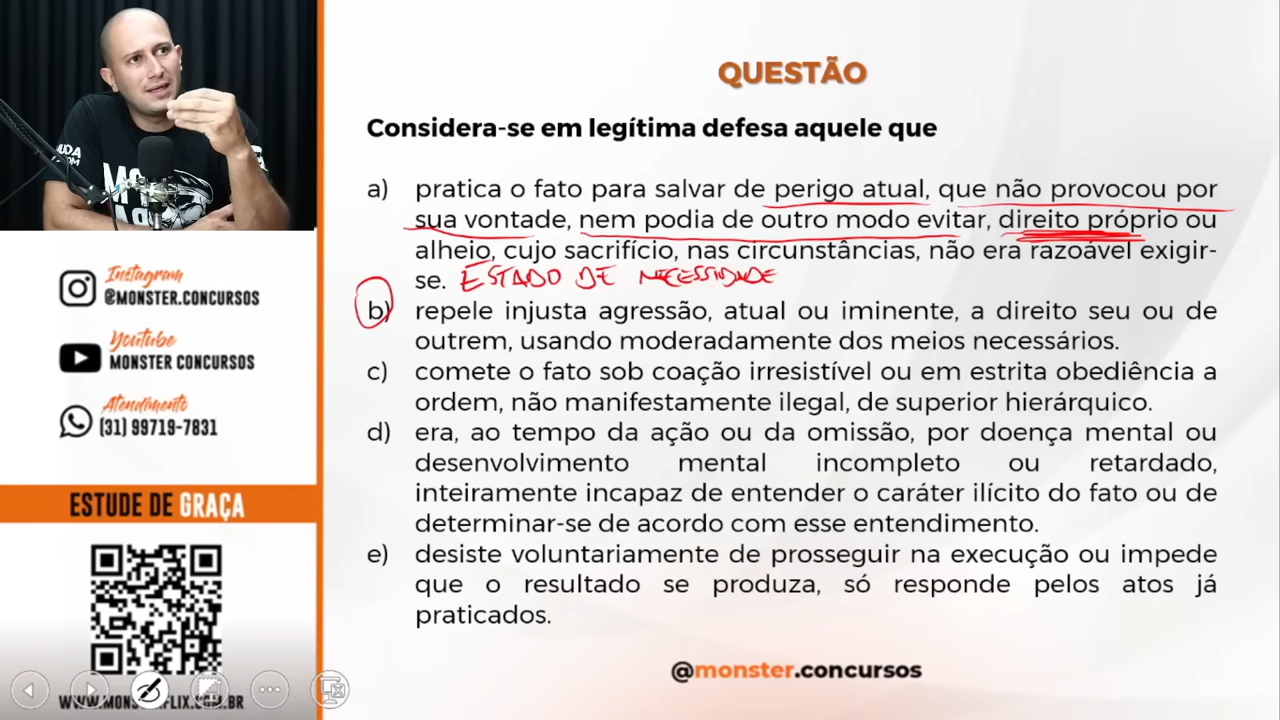 QUESTÃO
Considera-se em legítima defesa aquele que
a) pratica o fato para salvar de perigo atual, que não provocou por
sua vontade, nem podia de outro modo evitar, direito próprio ou
alheio, cujo sacrifício, nas circunstâncias, não era razoável exigir-
se. ESTADO DE NECESSIDADE
b) repele injusta agressão, atual ou iminente, a direito seu ou de
outrem, usando moderadamente dos meios necessários.
c) comete o fato sob coação irresistível ou em estrita obediência a
ordem, não manifestamente ilegal, de superior hierárquico.
d) era, ao tempo da ação ou da omissão, por doença mental ou
desenvolvimento mental incompleto ou retardado,
inteiramente incapaz de entender o caráter ilícito do fato ou de
determinar-se de acordo com esse entendimento.
e) desiste voluntariamente de prosseguir na execução ou impede
que o resultado se produza, só responde pelos atos já
praticados.
@monster.concursos
Instagram
@MONSTER.CONCURSOS
Youtube
MONSTER CONCURSOS
Atendimento
(31) 99719-7831
ESTUDE DE GRAÇA